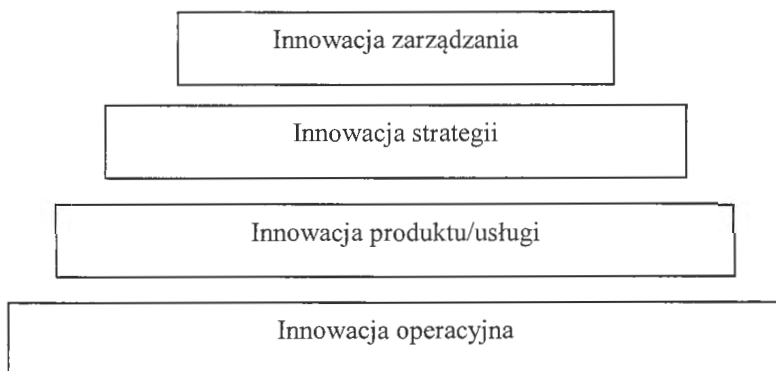 Innowacja zarządzania
Innowacja strategii
Innowacja produktu/usługi
Innowacja operacyjna